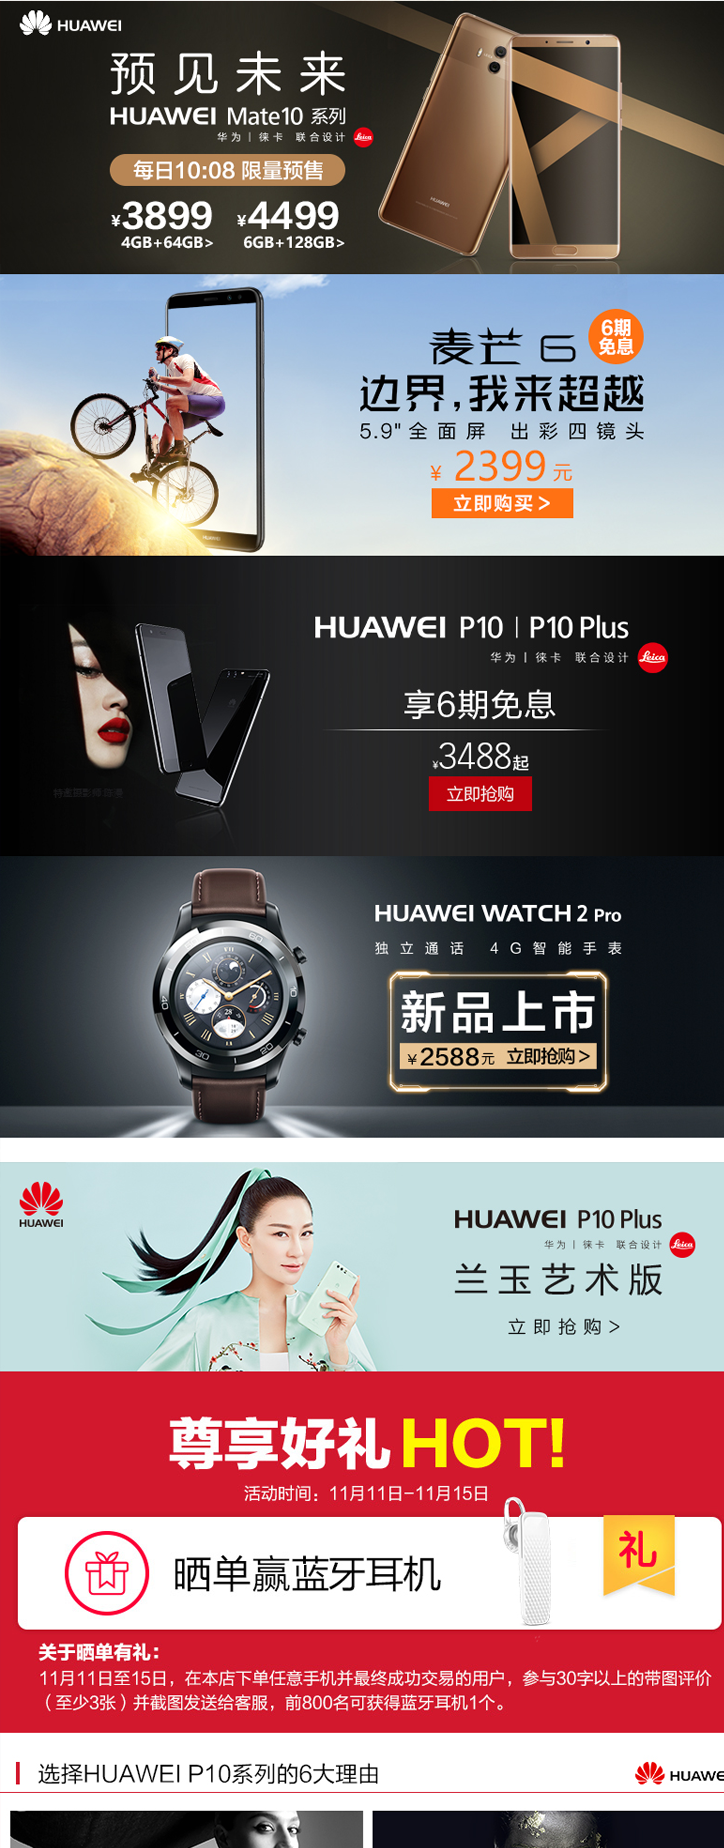 HUAWEI
预见未来
HUAWEI Mate10 系列
华为 | 徕卡 联合设计 Leica
每日10:08 限量预售
¥3899 ¥4499
4GB+64GB> 6GB+128GB>
HUAWEI
麦芒 6 6期
免息
边界,我来超越
5.9"全面屏 出彩四镜头
¥ 2399 元
立即购买 >
HUAWEI
HUAWEI P10 | P10 Plus
华为 | 徕卡 联合设计 Leica
享6期免息
¥3488起
立即抢购
HUAWEI WATCH 2 Pro
独立通话 4G智能手表
新品上市
¥2588元 立即抢购 >
HUAWEI
HUAWEI P10 Plus
华为 | 徕卡 联合设计 Leica
兰玉艺术版
立即抢购 >
尊享好礼 HOT!
活动时间：11月11日-11月15日
晒单赢蓝牙耳机
礼
关于晒单有礼：
11月11日至15日，在本店下单任意手机并最终成功交易的用户，参与30字以上的带图评价
（至少3张）并截图发送给客服，前800名可获得蓝牙耳机1个。
选择HUAWEI P10系列的6大理由
HUAWE